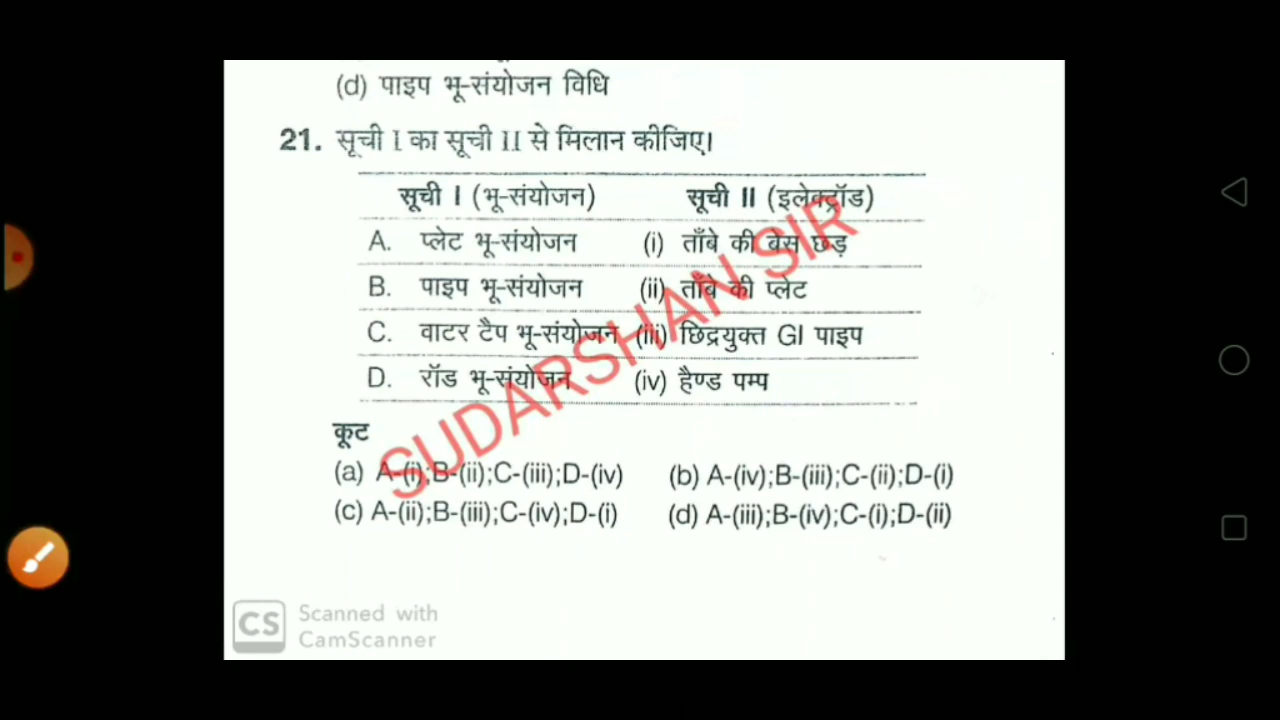 (d) पाइप भू-संयोजन विधि
21. सूची I का सूची II से मिलान कीजिए।
सूची I (भू-संयोजन) सूची II (इलेक्ट्रॉड)
A. प्लेट भू-संयोजन (i) ताँबे की बेस छड़
B. पाइप भू-संयोजन (ii) ताँबे की प्लेट
C. वाटर टैप भू-संयोजन (iii) छिद्रयुक्त GI पाइप
D. रॉड भू-संयोजन (iv) हैण्ड पम्प
SUDARSHAN SIR
कूट
(a) A-(i);B-(ii);C-(iii);D-(iv) (b) A-(iv);B-(iii);C-(ii);D-(i)
(c) A-(ii);B-(iii);C-(iv);D-(i) (d) A-(iii);B-(iv);C-(i);D-(ii)
CS Scanned with
CamScanner